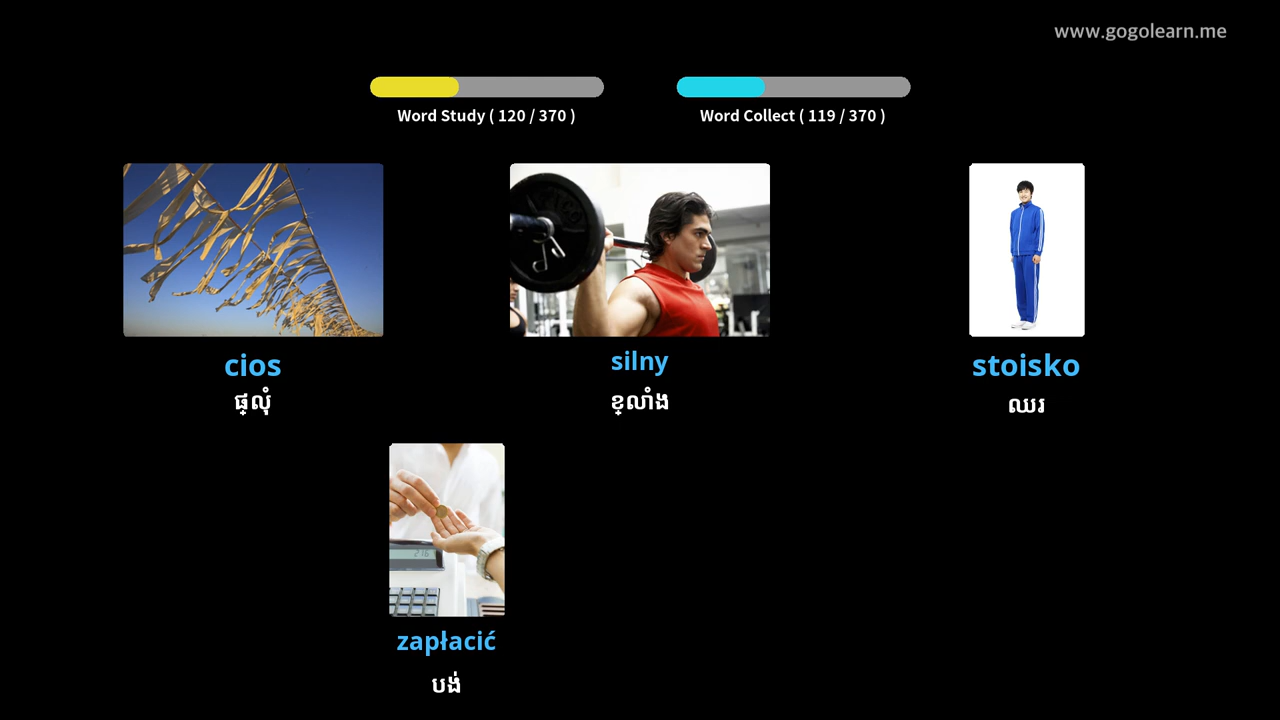 www.gogolearn.me
Word Study ( 120 / 370 )
Word Collect ( 119 / 370 )
cios
ផ្លុំ
silny
ខ្លាំង
stoisko
ឈរ
zapłacić
បង់